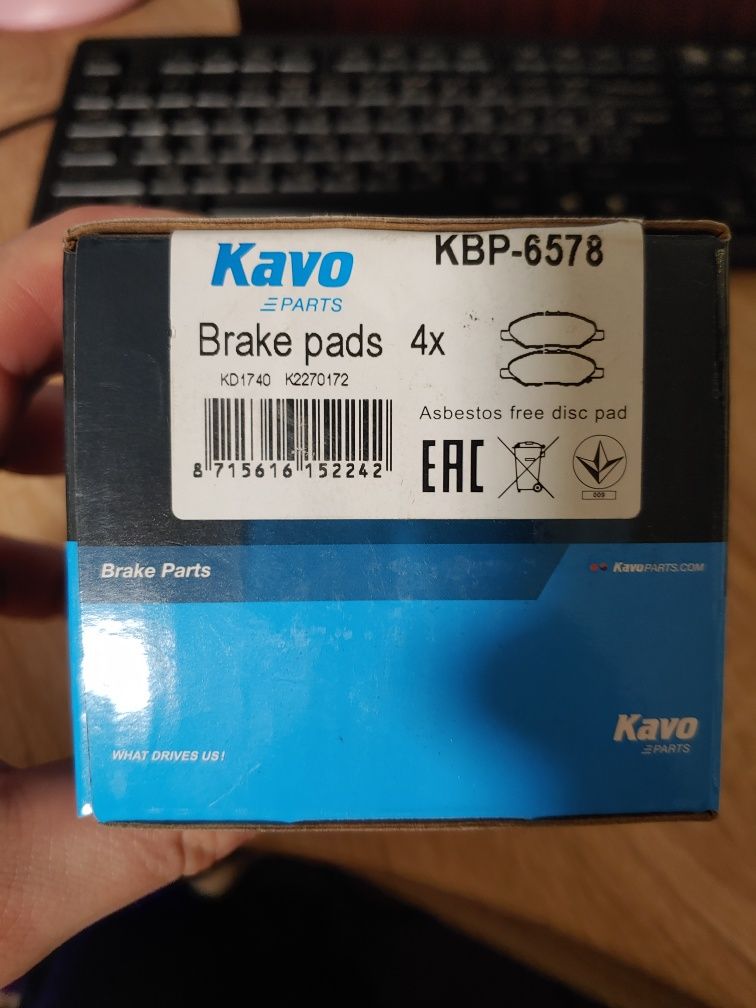 Kavo
PARTS
KBP-6578
Brake pads 4x
KD1740 K2270172
8 715616 152242
Asbestos free disc pad
EAC
009
Brake Parts
KavoPARTS.COM
WHAT DRIVES US!
Kavo
PARTS